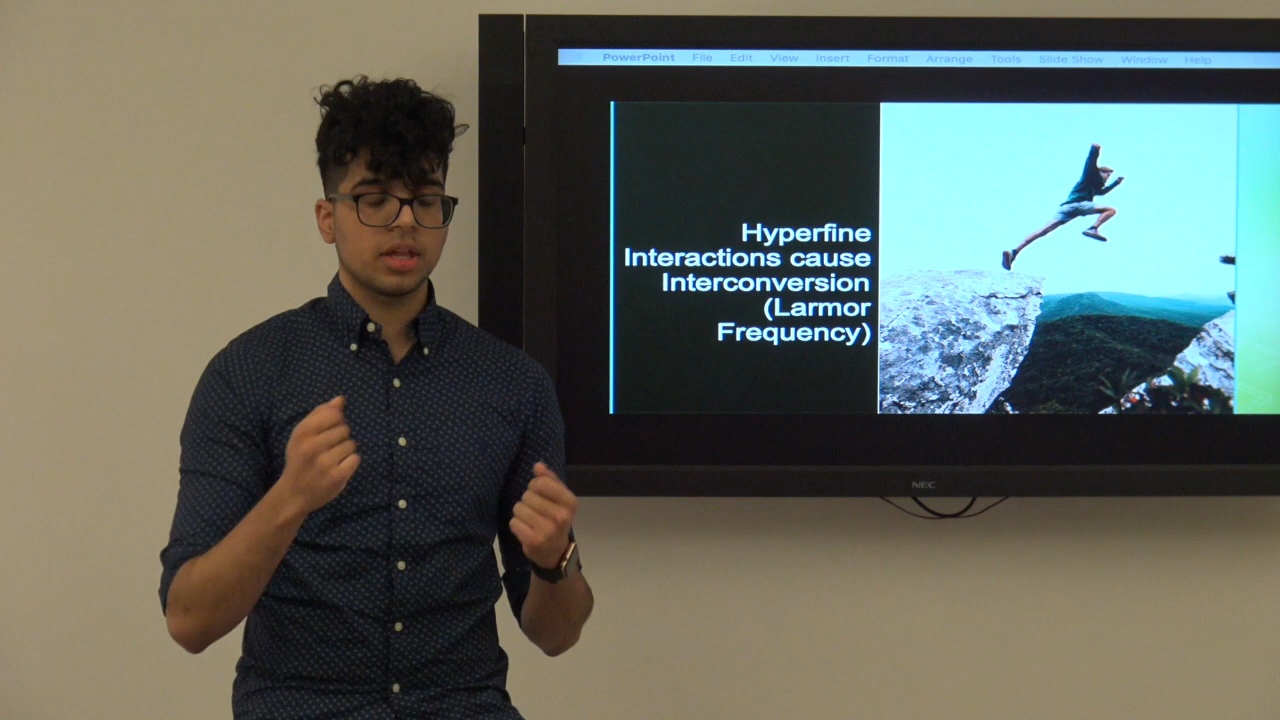 PowerPoint File Edit View Insert Format Arrange Tools Slide Show Window Help
Hyperfine
Interactions cause
Interconversion
(Larmor
Frequency)
NEC